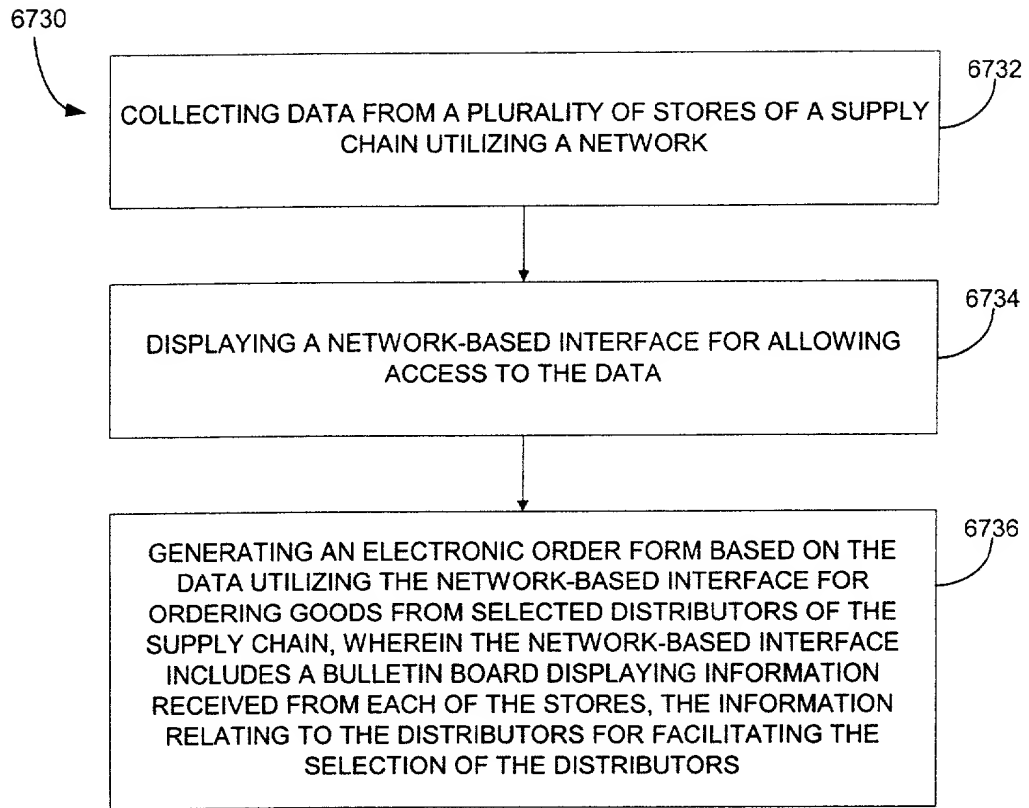 6730
6732
COLLECTING DATA FROM A PLURALITY OF STORES OF A SUPPLY
CHAIN UTILIZING A NETWORK
6734
DISPLAYING A NETWORK-BASED INTERFACE FOR ALLOWING
ACCESS TO THE DATA
6736
GENERATING AN ELECTRONIC ORDER FORM BASED ON THE
DATA UTILIZING THE NETWORK-BASED INTERFACE FOR
ORDERING GOODS FROM SELECTED DISTRIBUTORS OF THE
SUPPLY CHAIN, WHEREIN THE NETWORK-BASED INTERFACE
INCLUDES A BULLETIN BOARD DISPLAYING INFORMATION
RECEIVED FROM EACH OF THE STORES, THE INFORMATION
RELATING TO THE DISTRIBUTORS FOR FACILITATING THE
SELECTION OF THE DISTRIBUTORS